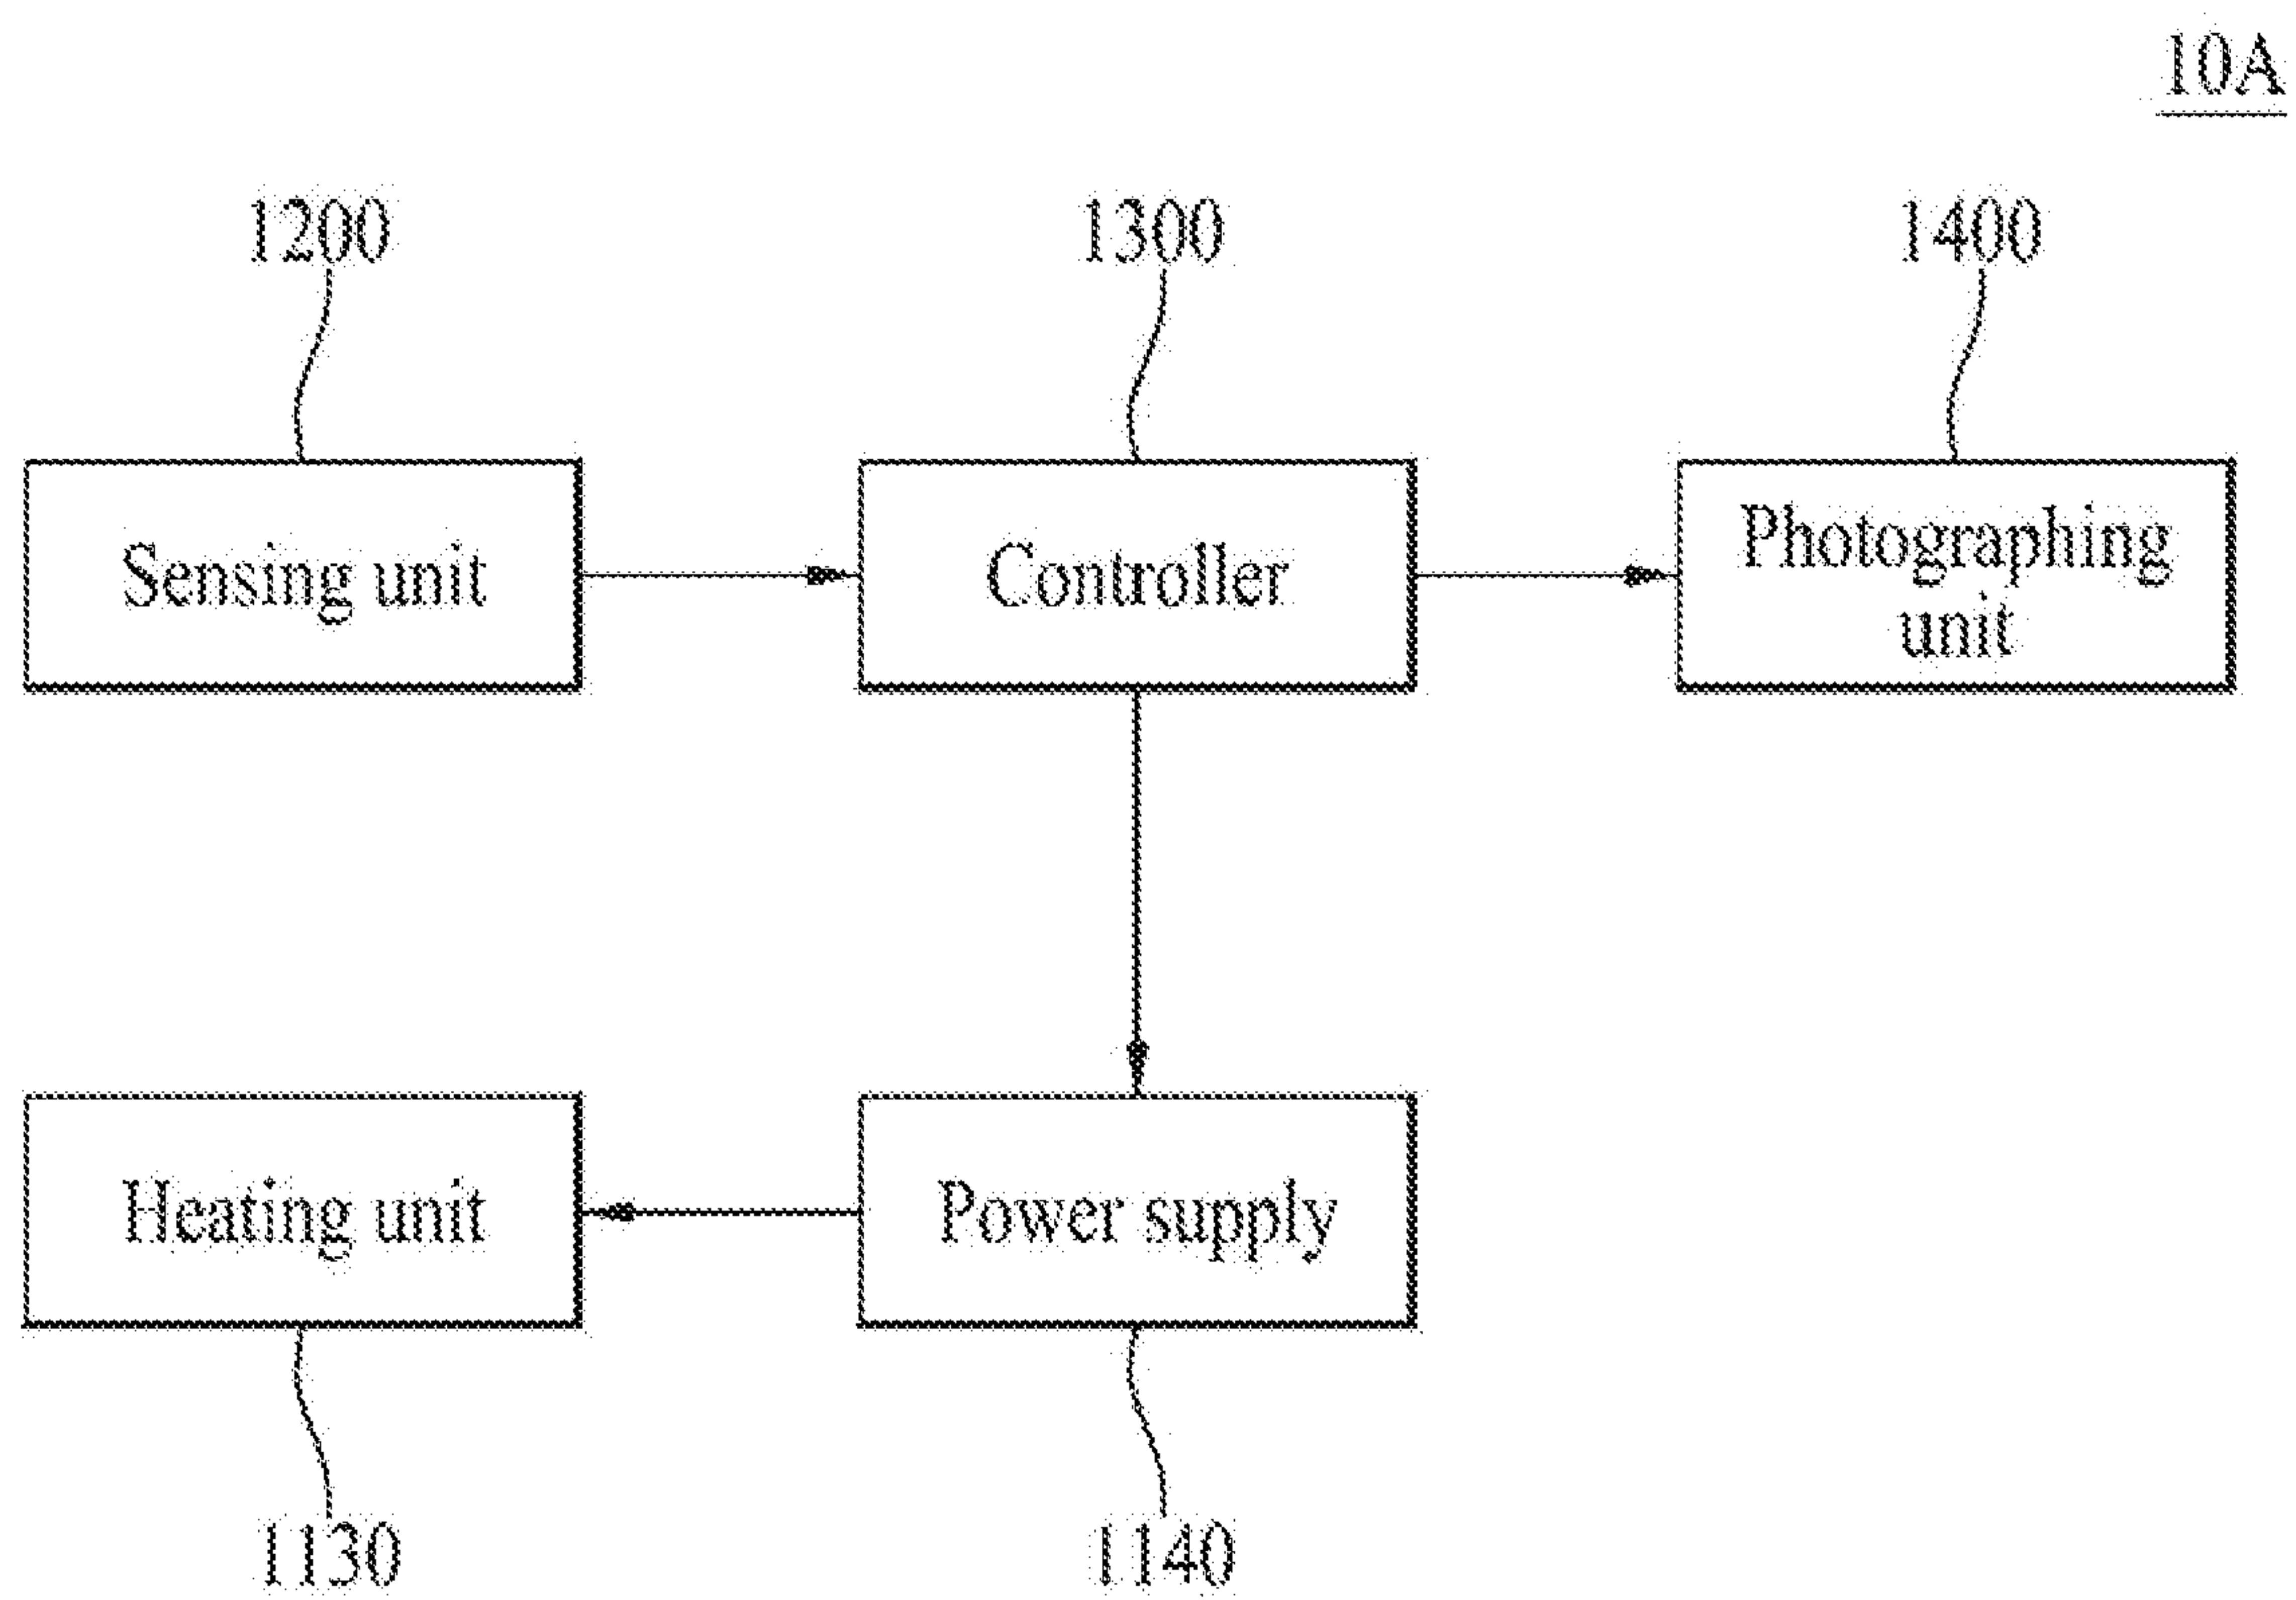 10A
1200
1300
1400
Sensing unit
Controller
Photographing
unit
Heating unit
Power supply
1130
1140